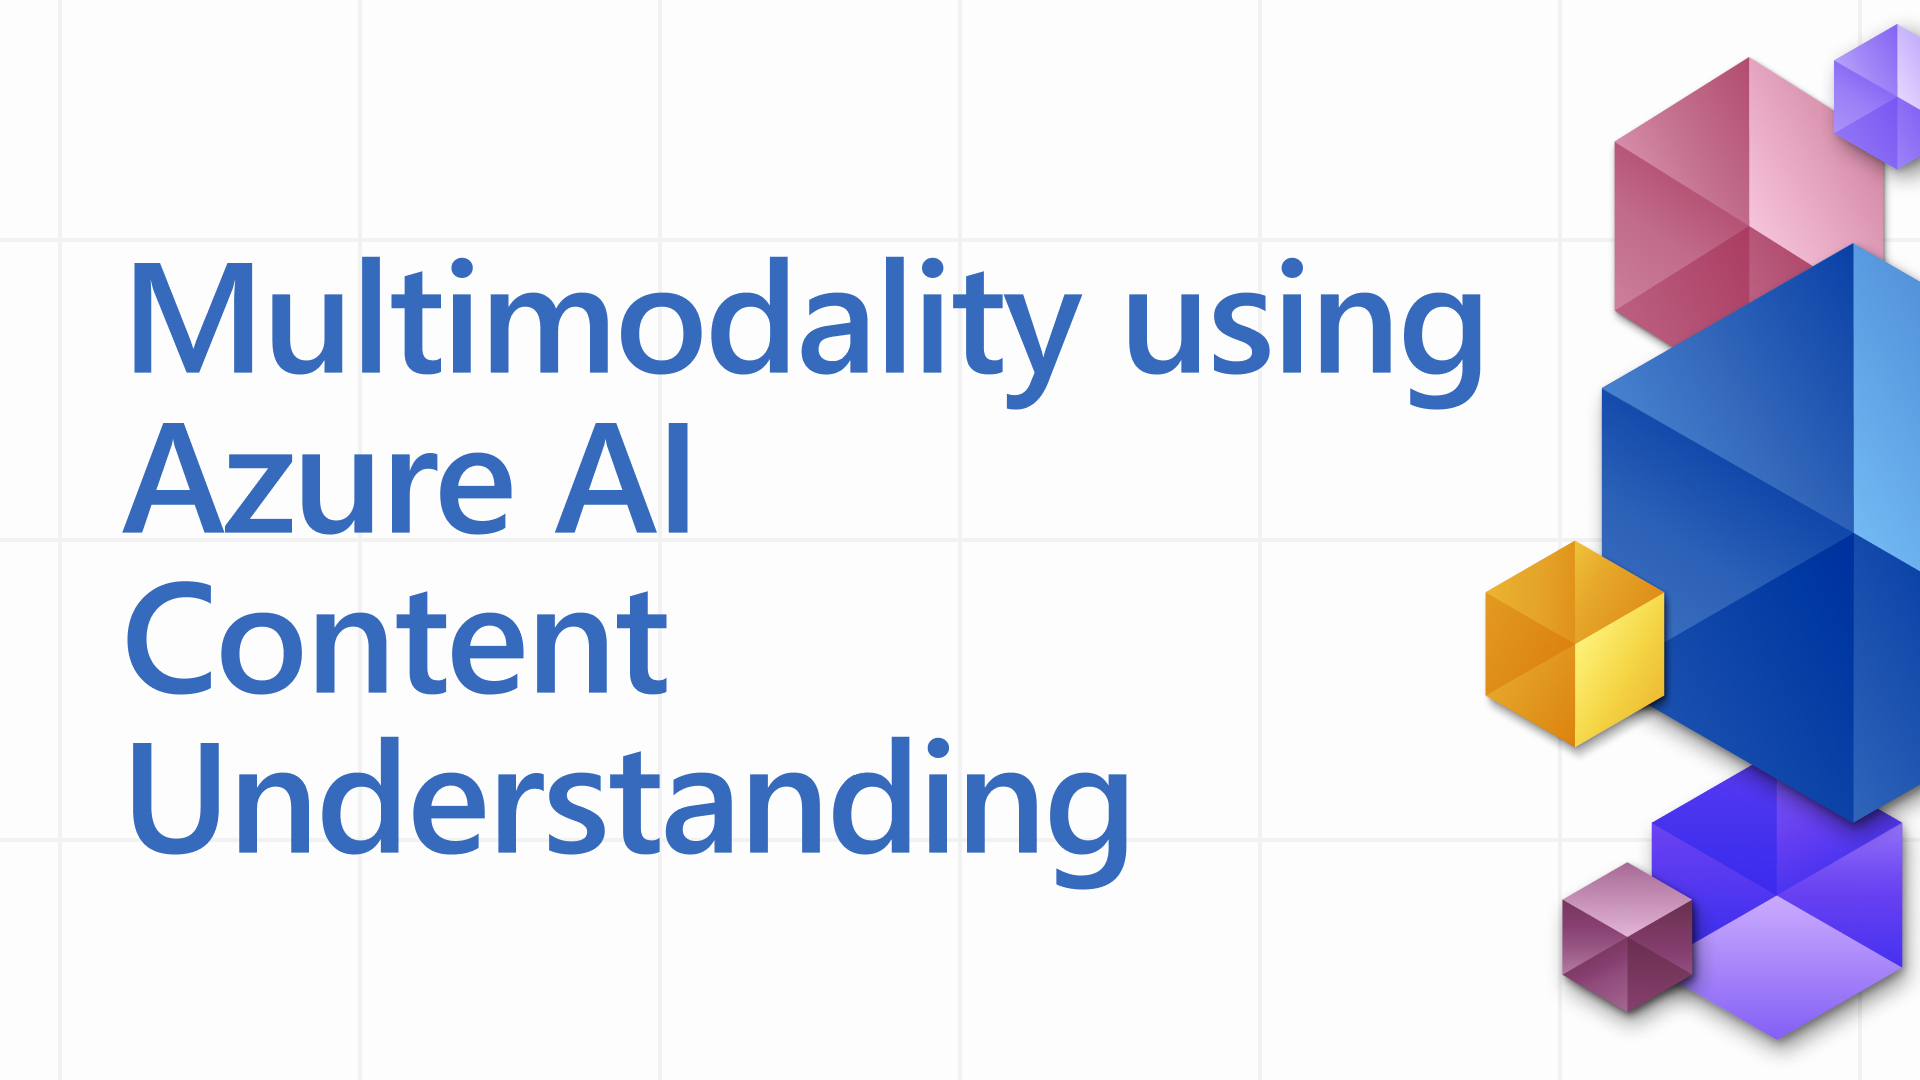 Multimodality using
Azure AI
Content
Understanding